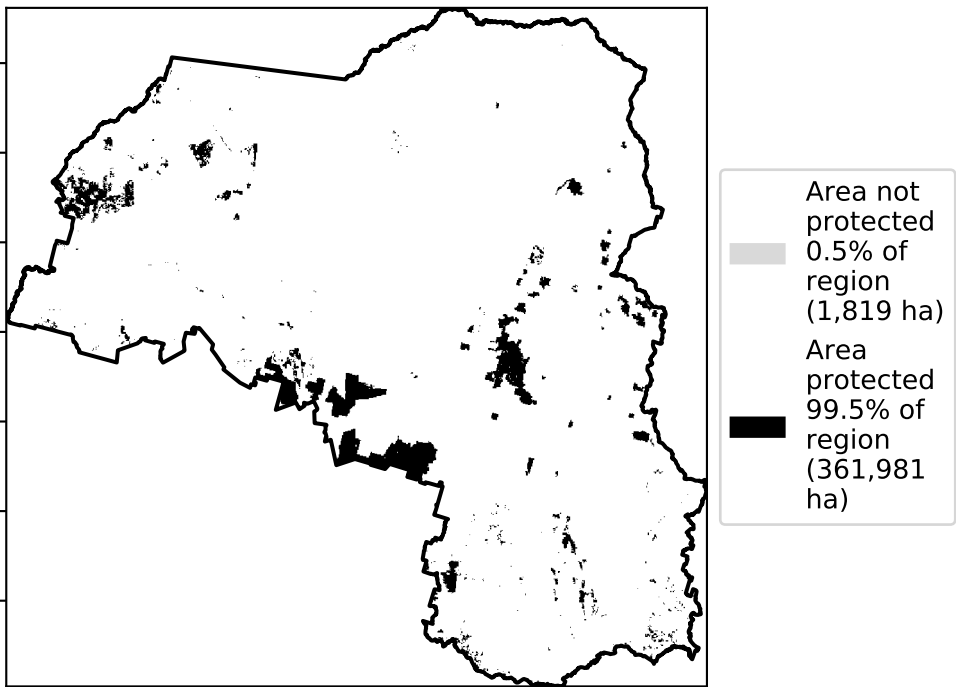 Area not
protected
0.5% of
region
(1,819 ha)
Area
protected
99.5% of
region
(361,981
ha)